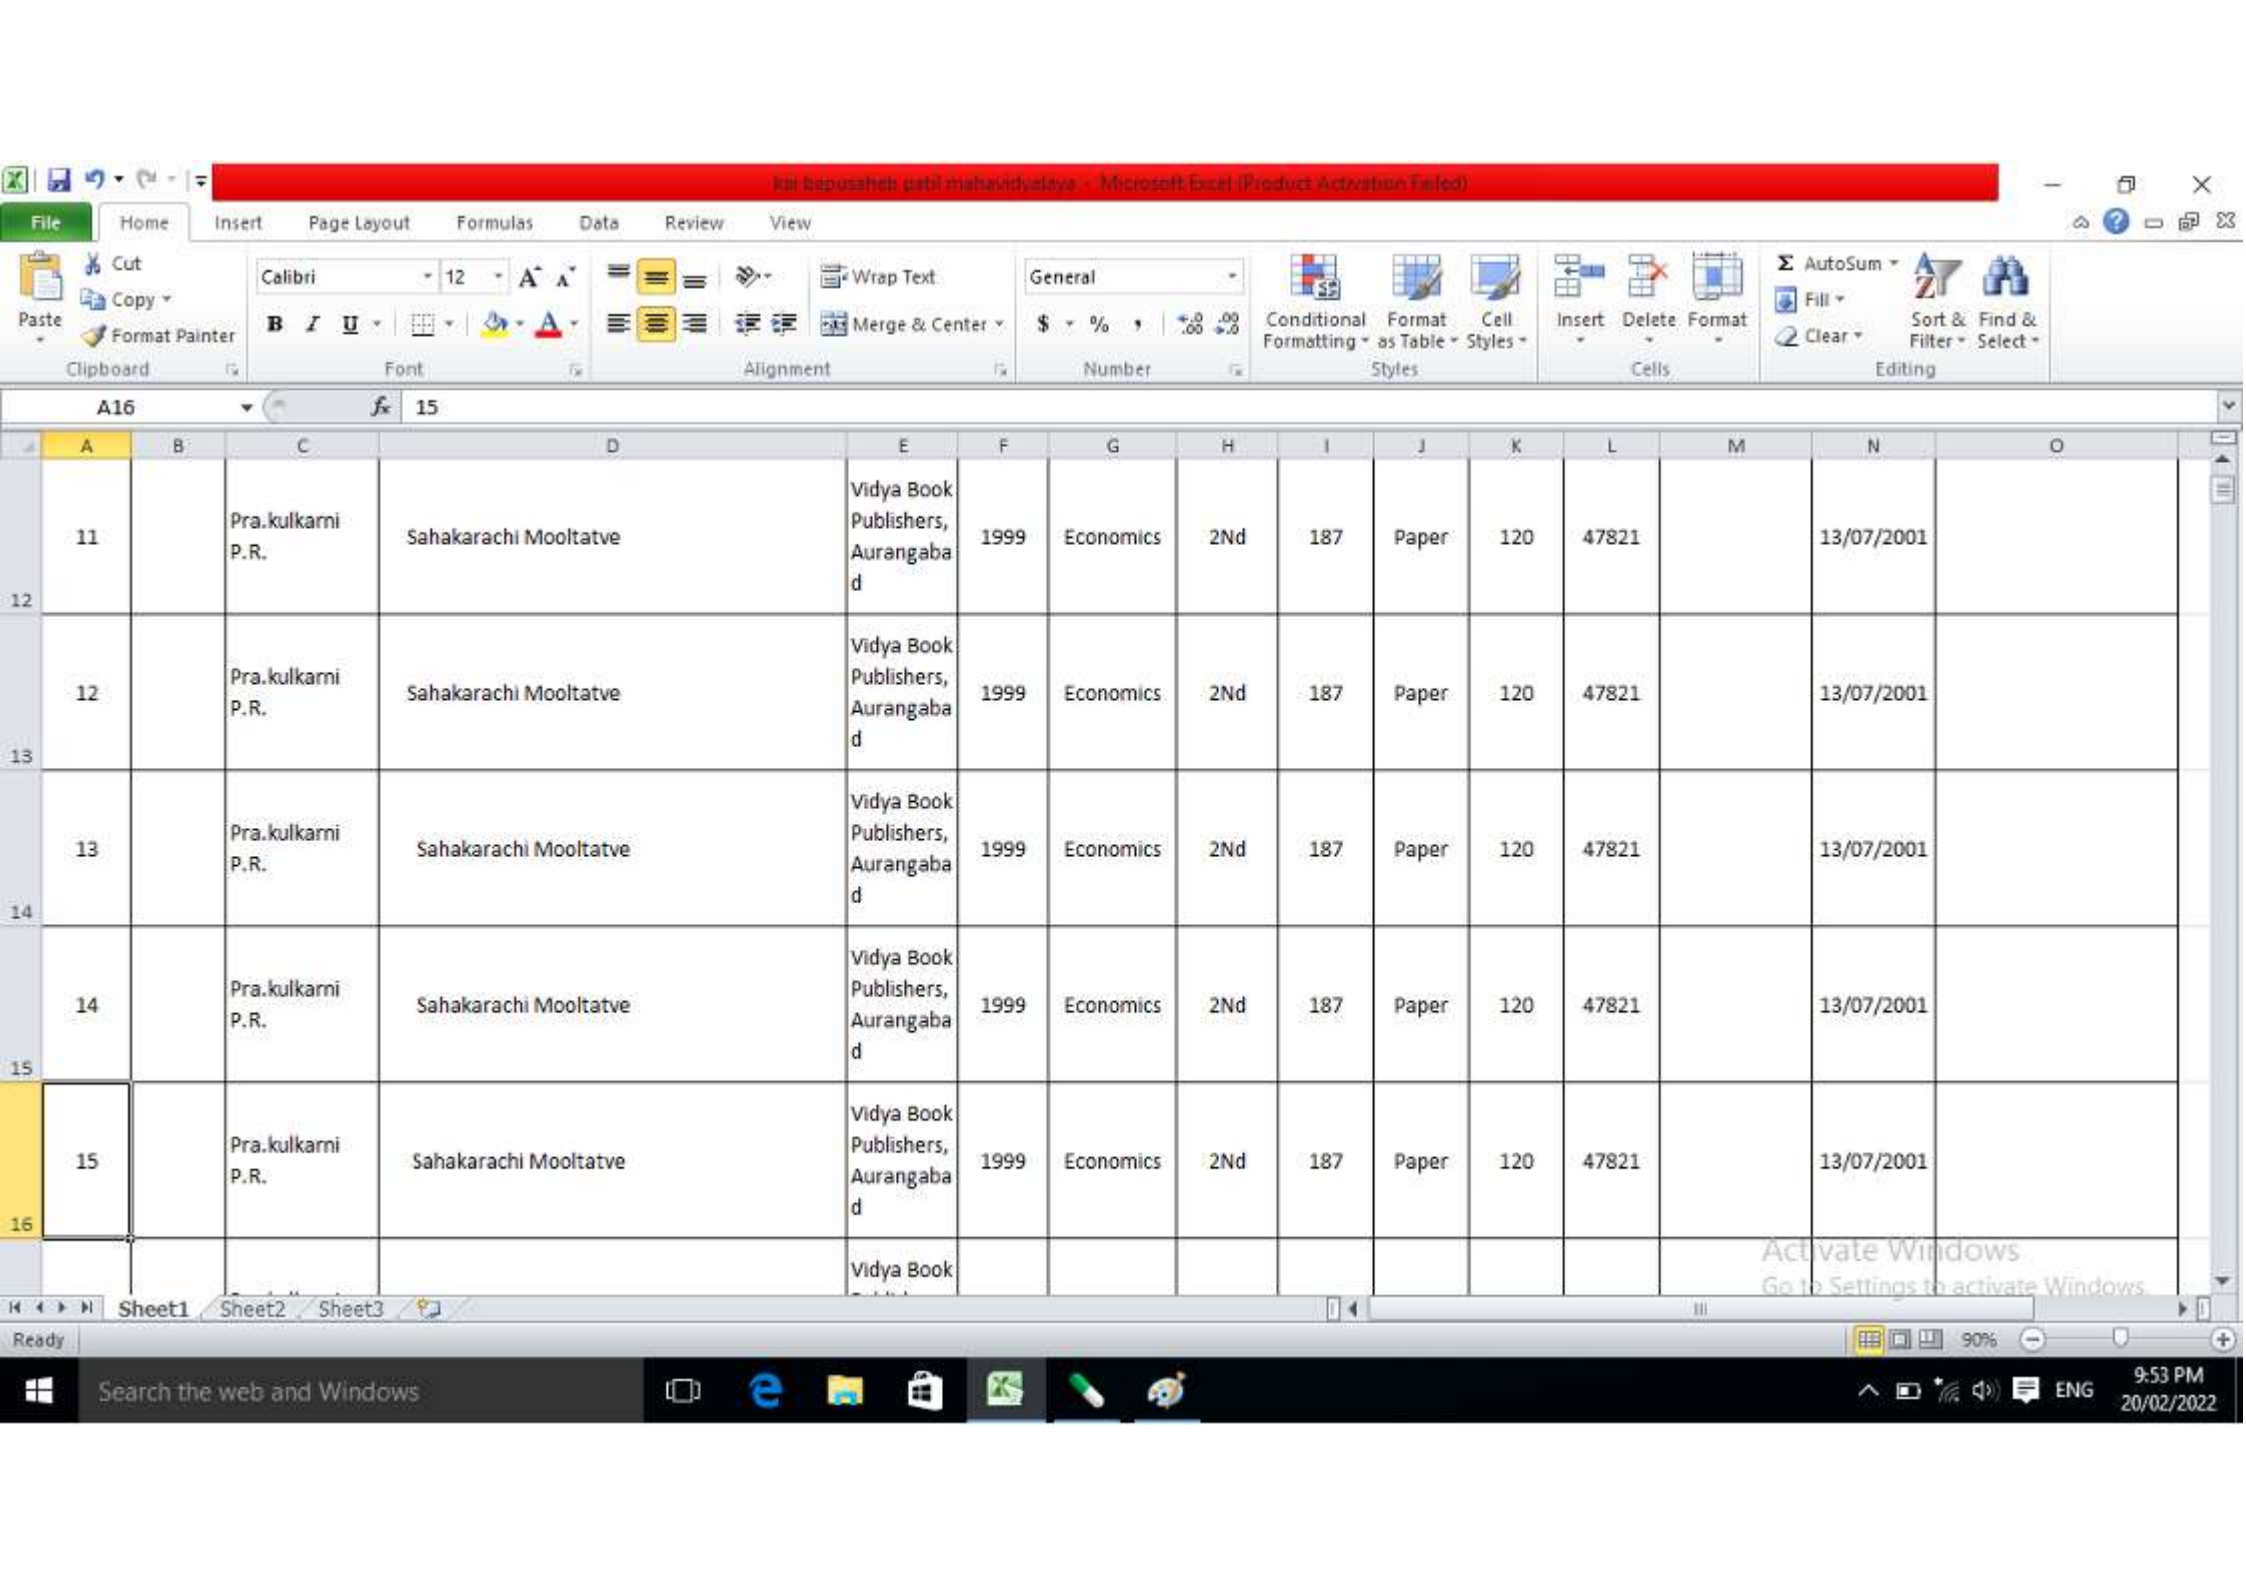 kai bapusaheb patil mahavidyalaya - Microsoft Excel (Product Activation Failed)
File Home Insert Page Layout Formulas Data Review View
Cut
Copy
Format Painter
Paste
Clipboard
Calibri 12
B I U
Font
Wrap Text
Merge & Center
Alignment
General
$ % ,
Number
Conditional Formatting
Format as Table
Cell Styles
Styles
Insert Delete Format
Cells
Σ AutoSum
Fill
Clear
Sort & Filter
Find & Select
Editing
A16 fx 15
A B C D E F G H I J K L M N O
12 11 Pra.kulkarni P.R. Sahakarachi Mooltatve Vidya Book Publishers, Aurangabad 1999 Economics 2Nd 187 Paper 120 47821 13/07/2001
13 12 Pra.kulkarni P.R. Sahakarachi Mooltatve Vidya Book Publishers, Aurangabad 1999 Economics 2Nd 187 Paper 120 47821 13/07/2001
14 13 Pra.kulkarni P.R. Sahakarachi Mooltatve Vidya Book Publishers, Aurangabad 1999 Economics 2Nd 187 Paper 120 47821 13/07/2001
15 14 Pra.kulkarni P.R. Sahakarachi Mooltatve Vidya Book Publishers, Aurangabad 1999 Economics 2Nd 187 Paper 120 47821 13/07/2001
16 15 Pra.kulkarni P.R. Sahakarachi Mooltatve Vidya Book Publishers, Aurangabad 1999 Economics 2Nd 187 Paper 120 47821 13/07/2001
Vidya Book
Activate Windows
Go to Settings to activate Windows.
Sheet1 Sheet2 Sheet3
Ready 90%
Search the web and Windows
ENG
9:53 PM
20/02/2022